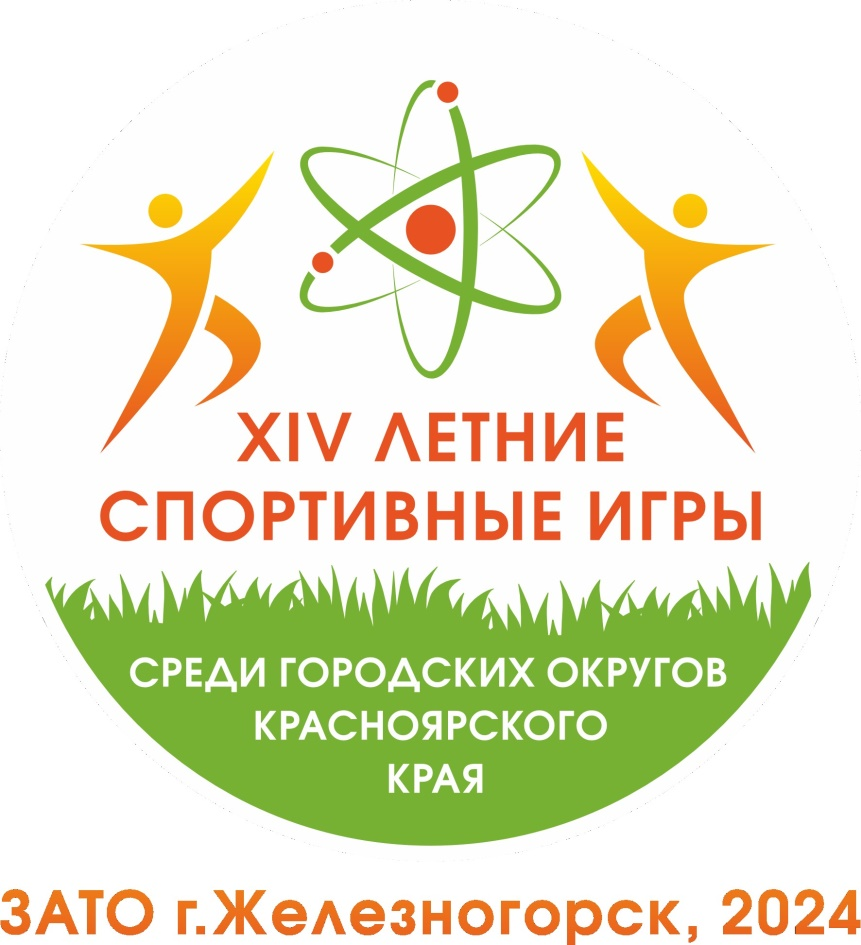 XIV ЛЕТНИЕ
СПОРТИВНЫЕ ИГРЫ
СРЕДИ ГОРОДСКИХ ОКРУГОВ
КРАСНОЯРСКОГО
КРАЯ
ЗАТО г.Железногорск, 2024